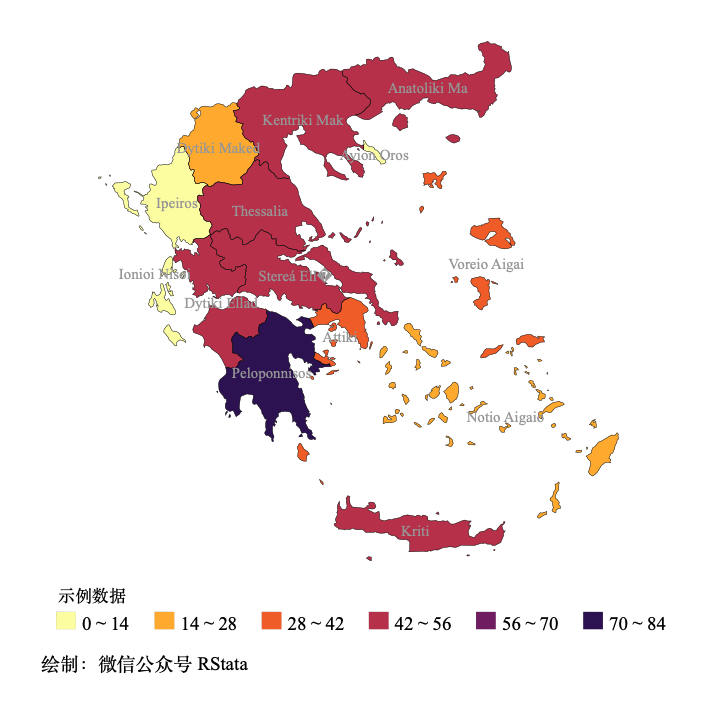 Anatoliki Ma
Kentriki Mak
Dytiki Maked
Ayion Oros
Ipeiros
Thessalia
Voreio Aigai
Ionioi Nisoi
Stereá Ell�
Dytiki Ellad
Attiki
Peloponnisos
Notio Aigaio
Kriti
示例数据
0 ~ 14 14 ~ 28 28 ~ 42 42 ~ 56 56 ~ 70 70 ~ 84
绘制：微信公众号 RStata